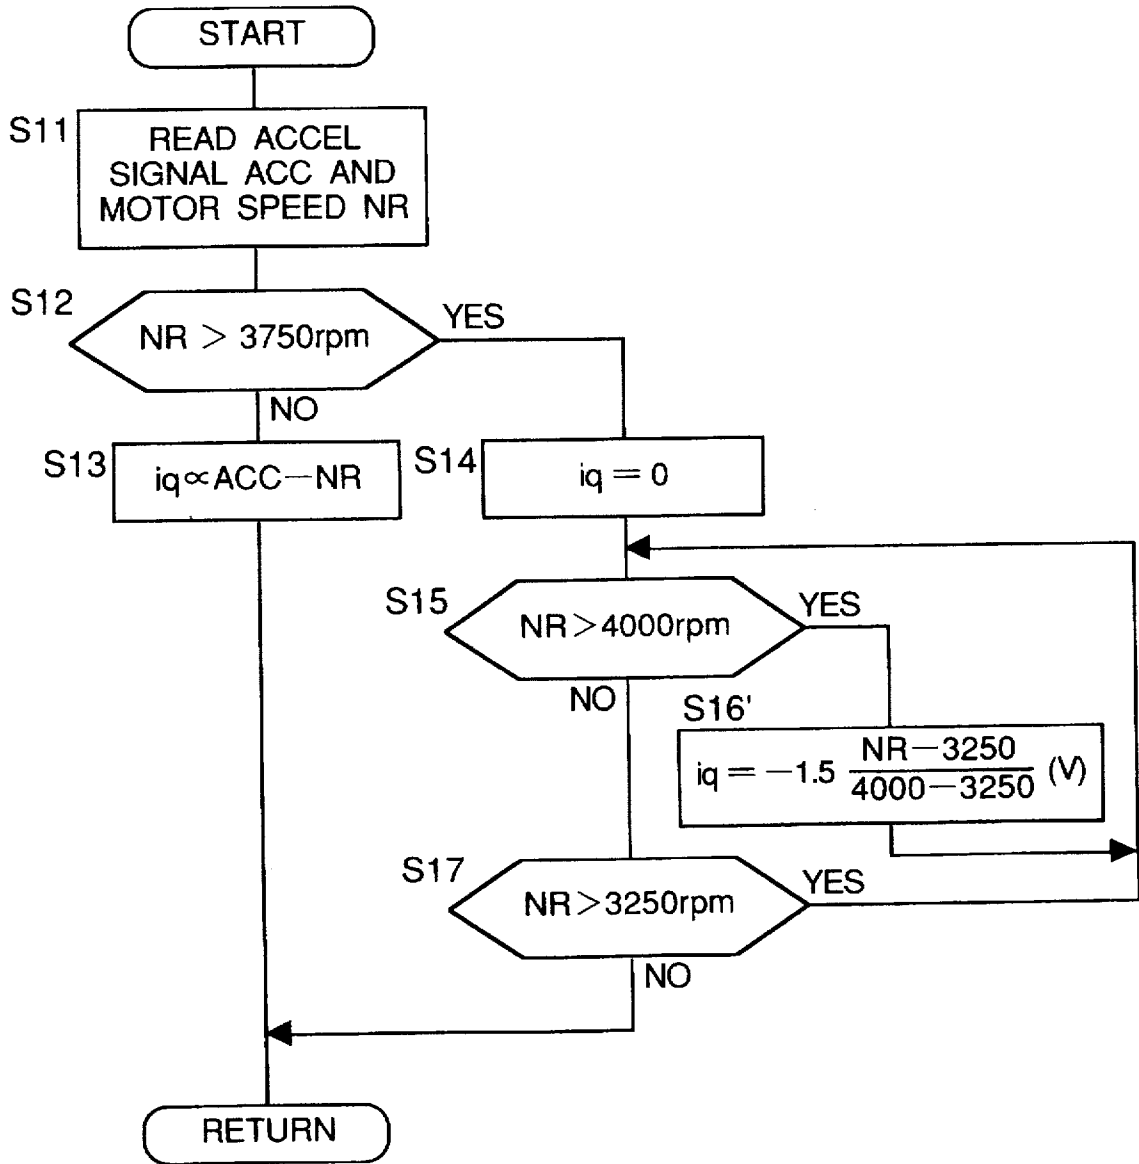 START
S11
READ ACCEL
SIGNAL ACC AND
MOTOR SPEED NR
S12
NR > 3750rpm
YES
NO
S13
iq∝ACC−NR
S14
iq = 0
S15
NR>4000rpm
YES
NO
S16'
iq = −1.5 NR−3250 / 4000−3250 (V)
S17
NR>3250rpm
YES
NO
RETURN